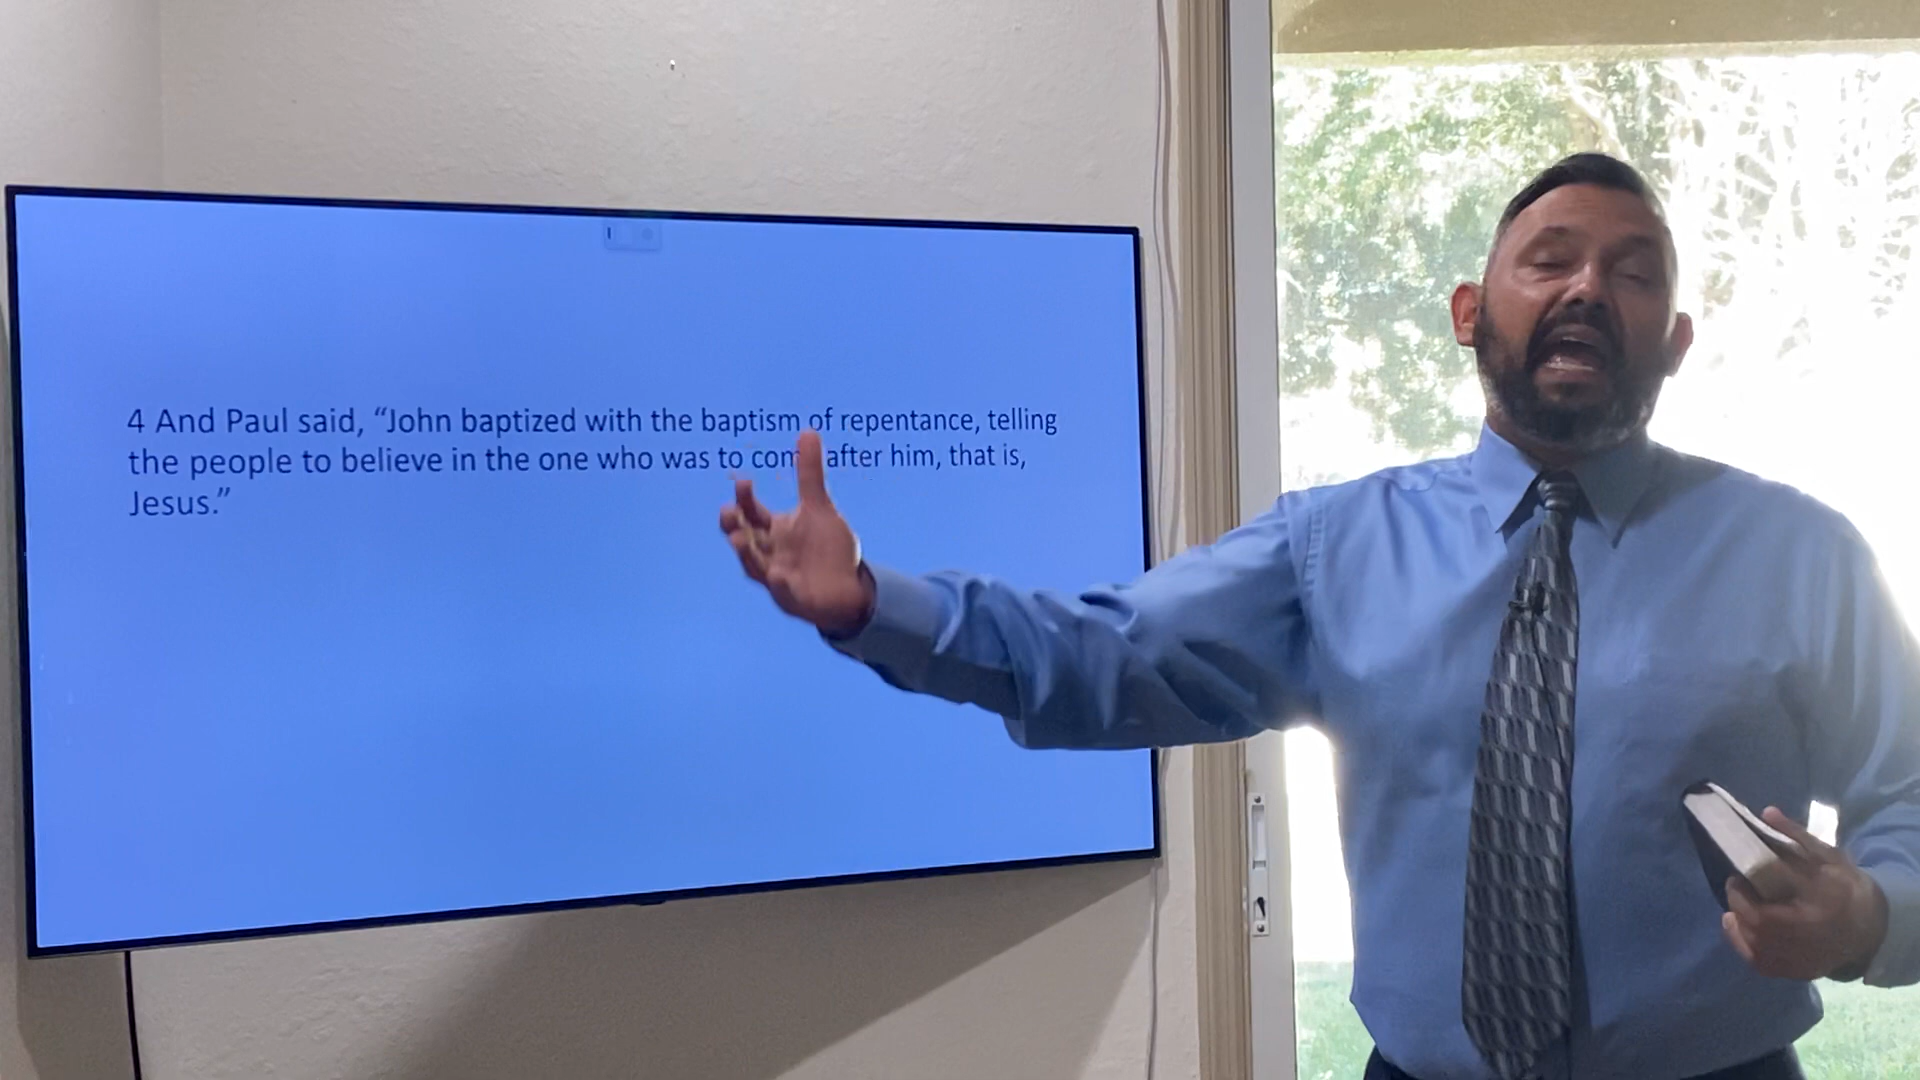 4 And Paul said, “John baptized with the baptism of repentance, telling
the people to believe in the one who was to after him, that is,
Jesus.”